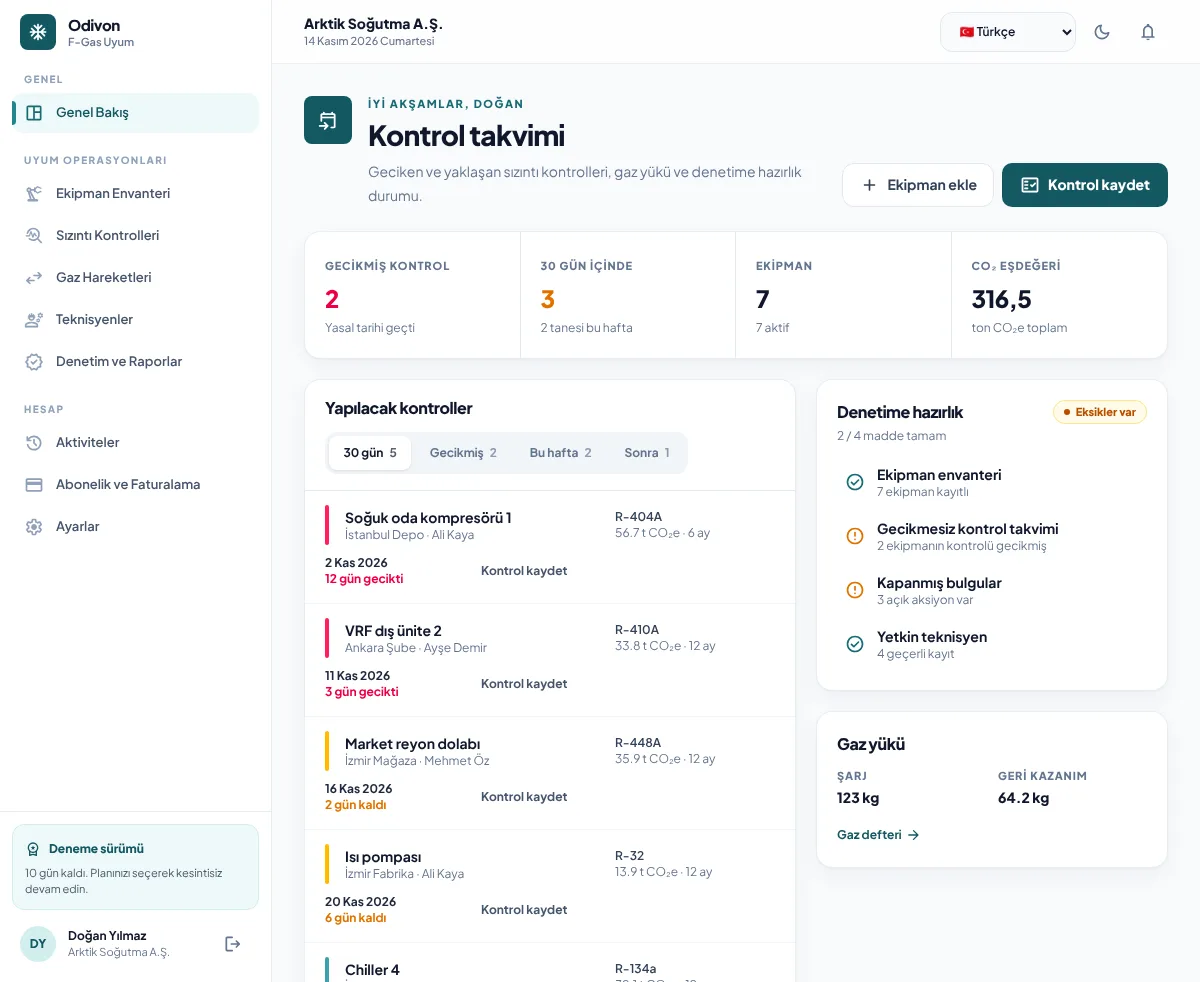 Odivon
F-Gas Uyum
GENEL
Genel Bakış
UYUM OPERASYONLARI
Ekipman Envanteri
Sızıntı Kontrolleri
Gaz Hareketleri
Teknisyenler
Denetim ve Raporlar
HESAP
Aktiviteler
Abonelik ve Faturalama
Ayarlar
Deneme sürümü
10 gün kaldı. Planınızı seçerek kesintisiz
devam edin.
DY
Doğan Yılmaz
Arktik Soğutma A.Ş.
Arktik Soğutma A.Ş.
14 Kasım 2026 Cumartesi
🇹🇷 Türkçe
İYİ AKŞAMLAR, DOĞAN
Kontrol takvimi
Geciken ve yaklaşan sızıntı kontrolleri, gaz yükü ve denetime hazırlık
durumu.
Ekipman ekle
Kontrol kaydet
GECİKMİŞ KONTROL
2
Yasal tarihi geçti
30 GÜN İÇİNDE
3
2 tanesi bu hafta
EKİPMAN
7
7 aktif
CO₂ EŞDEĞERİ
316,5
ton CO₂e toplam
Yapılacak kontroller
30 gün 5 Gecikmiş 2 Bu hafta 2 Sonra 1
Soğuk oda kompresörü 1
İstanbul Depo · Ali Kaya
R-404A
56.7 t CO₂e · 6 ay
2 Kas 2026
12 gün gecikti
Kontrol kaydet
VRF dış ünite 2
Ankara Şube · Ayşe Demir
R-410A
33.8 t CO₂e · 12 ay
11 Kas 2026
3 gün gecikti
Kontrol kaydet
Market reyon dolabı
İzmir Mağaza · Mehmet Öz
R-448A
35.9 t CO₂e · 12 ay
16 Kas 2026
2 gün kaldı
Kontrol kaydet
Isı pompası
İzmir Fabrika · Ali Kaya
R-32
13.9 t CO₂e · 12 ay
20 Kas 2026
6 gün kaldı
Kontrol kaydet
Chiller 4
R-134a
Denetime hazırlık
Eksikler var
2 / 4 madde tamam
Ekipman envanteri
7 ekipman kayıtlı
Gecikmesiz kontrol takvimi
2 ekipmanın kontrolü gecikmiş
Kapanmış bulgular
3 açık aksiyon var
Yetkin teknisyen
4 geçerli kayıt
Gaz yükü
ŞARJ
123 kg
GERİ KAZANIM
64.2 kg
Gaz defteri →